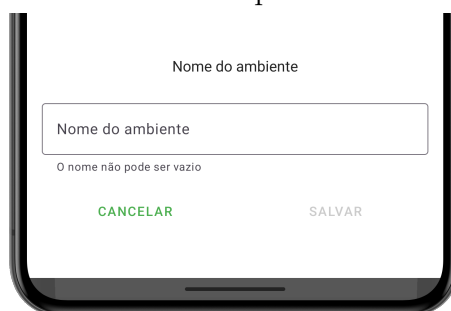 Nome do ambiente
Nome do ambiente
O nome não pode ser vazio
CANCELAR
SALVAR